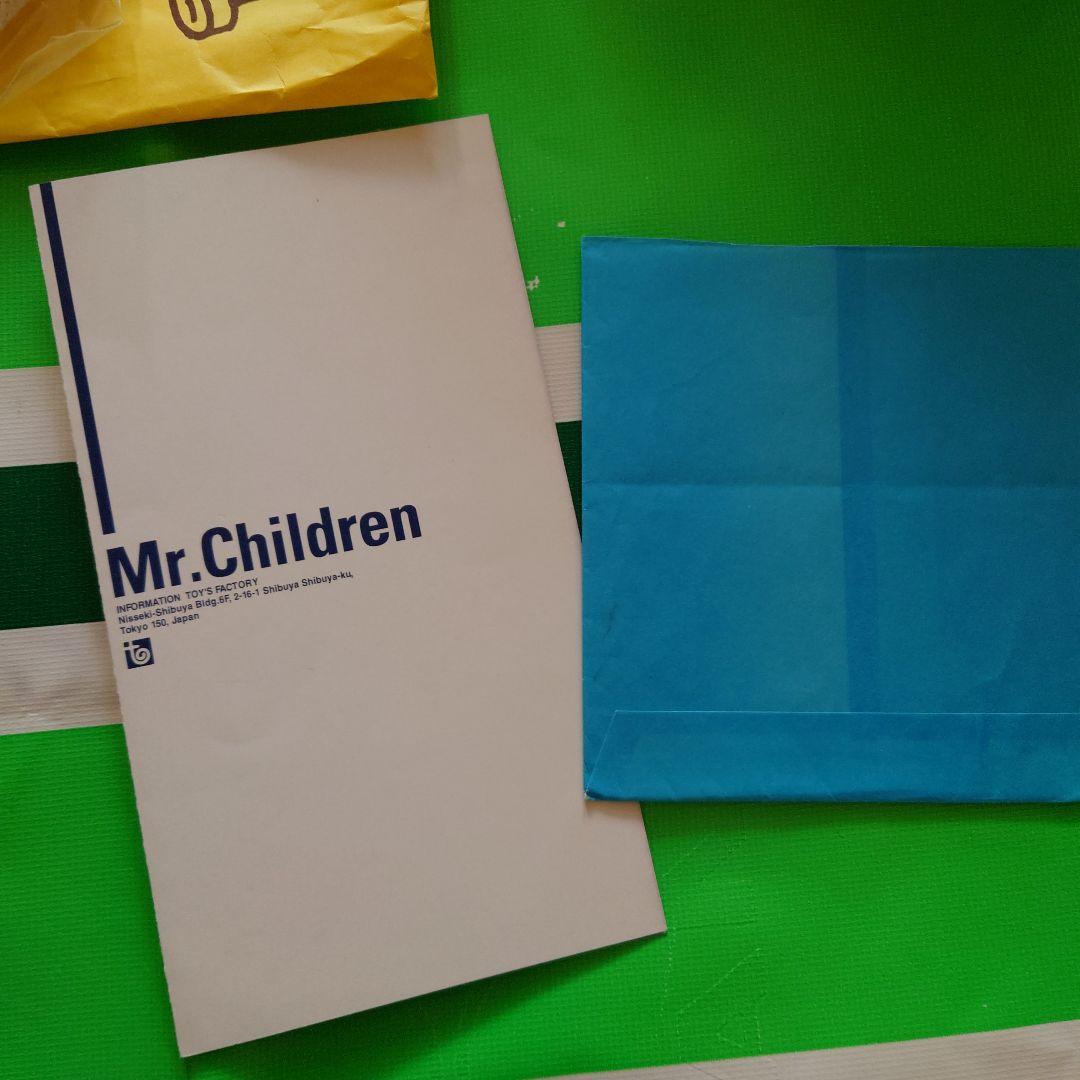 Mr.Children
INFORMATION TOY'S FACTORY
Nisseki-Shibuya Bldg.6F, 2-16-1 Shibuya Shibuya-ku,
Tokyo 150, Japan